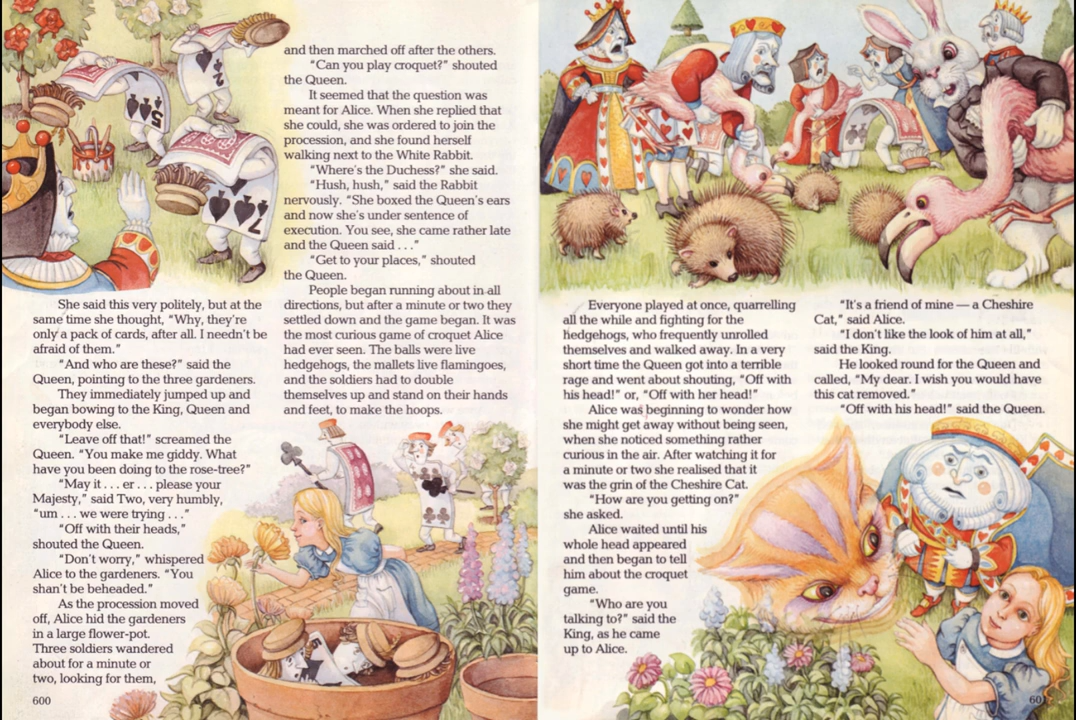 She said this very politely, but at the
same time she thought, “Why, they're
only a pack of cards, after all. I needn't be
afraid of them.”
“And who are these?” said the
Queen, pointing to the three gardeners.
They immediately jumped up and
began bowing to the King, Queen and
everybody else.
“Leave off that!” screamed the
Queen. “You make me giddy. What
have you been doing to the rose-tree?”
“May it . . . er . . . please your
Majesty,” said Two, very humbly,
“um . . . we were trying . . .”
“Off with their heads,”
shouted the Queen.
“Don't worry,” whispered
Alice to the gardeners. “You
shan't be beheaded.”
As the procession moved
off, Alice hid the gardeners
in a large flower-pot.
Three soldiers wandered
about for a minute or
two, looking for them,
600
and then marched off after the others.
“Can you play croquet?” shouted
the Queen.
It seemed that the question was
meant for Alice. When she replied that
she could, she was ordered to join the
procession, and she found herself
walking next to the White Rabbit.
“Where's the Duchess?” she said.
“Hush, hush,” said the Rabbit
nervously. “She boxed the Queen's ears
and now she's under sentence of
execution. You see, she came rather late
and the Queen said . . .”
“Get to your places,” shouted
the Queen.
People began running about in all
directions, but after a minute or two they
settled down and the game began. It was
the most curious game of croquet Alice
had ever seen. The balls were live
hedgehogs, the mallets live flamingoes,
and the soldiers had to double
themselves up and stand on their hands
and feet, to make the hoops.
Everyone played at once, quarrelling
all the while and fighting for the
hedgehogs, who frequently unrolled
themselves and walked away. In a very
short time the Queen got into a terrible
rage and went about shouting, “Off with
his head!” or, “Off with her head!”
Alice was beginning to wonder how
she might get away without being seen,
when she noticed something rather
curious in the air. After watching it for
a minute or two she realised that it
was the grin of the Cheshire Cat.
“How are you getting on?”
she asked.
Alice waited until his
whole head appeared
and then began to tell
him about the croquet
game.
“Who are you
talking to?” said the
King, as he came
up to Alice.
“It's a friend of mine — a Cheshire
Cat,” said Alice.
“I don't like the look of him at all,”
said the King.
He looked round for the Queen and
called, “My dear. I wish you would have
this cat removed.”
“Off with his head!” said the Queen.
601
5
2
7